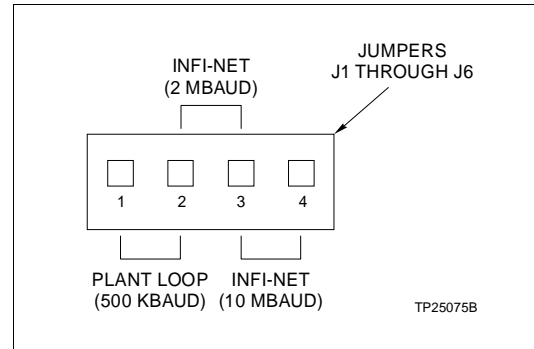 JUMPERS
J1 THROUGH J6
INFI-NET
(2 MBAUD)
1 2 3 4
PLANT LOOP
(500 KBAUD)
INFI-NET
(10 MBAUD)
TP25075B